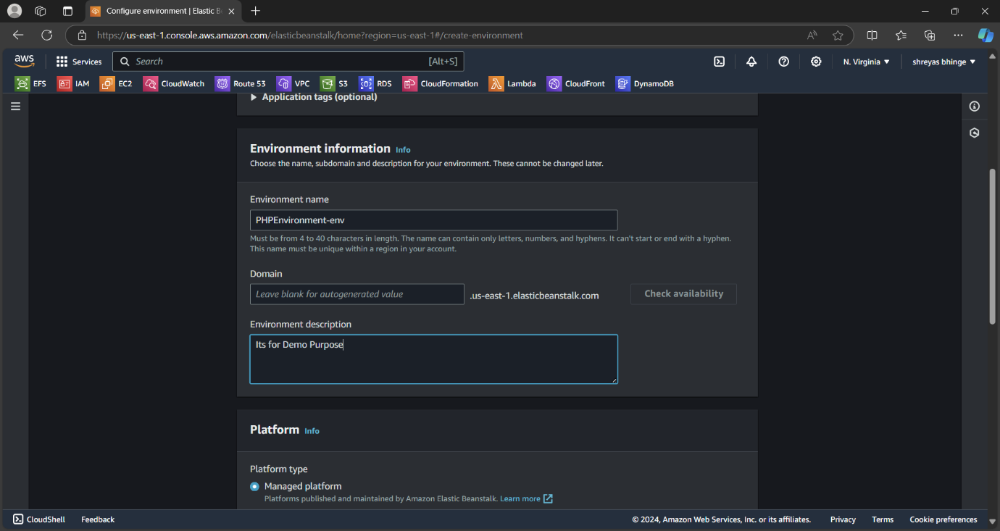 Configure environment | Elastic B
https://us-east-1.console.aws.amazon.com/elasticbeanstalk/home?region=us-east-1#/create-environment
aws
Services
Search
[Alt+S]
N. Virginia
shreyas bhinge
EFS
IAM
EC2
CloudWatch
Route 53
VPC
S3
RDS
CloudFormation
Lambda
CloudFront
DynamoDB
Application tags (optional)
Environment information Info
Choose the name, subdomain and description for your environment. These cannot be changed later.
Environment name
PHPEnvironment-env
Must be from 4 to 40 characters in length. The name can contain only letters, numbers, and hyphens. It can't start or end with a hyphen.
This name must be unique within a region in your account.
Domain
Leave blank for autogenerated value
.us-east-1.elasticbeanstalk.com
Check availability
Environment description
Its for Demo Purpose
Platform Info
Platform type
Managed platform
Platforms published and maintained by Amazon Elastic Beanstalk. Learn more
CloudShell
Feedback
© 2024, Amazon Web Services, Inc. or its affiliates.
Privacy
Terms
Cookie preferences